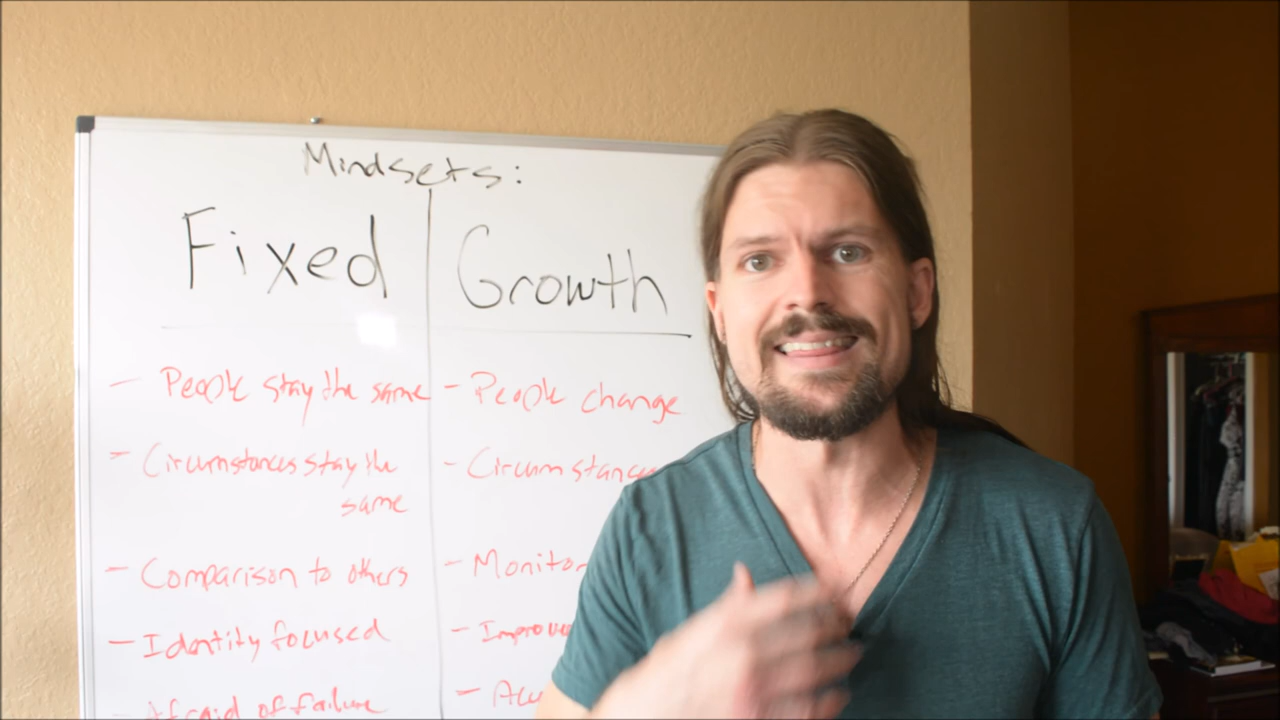 Mindsets:
Fixed
Growth
- People stay the same
- Circumstances stay the
same
- Comparison to others
- Identity focused
- Afraid of failure
- People change
- Circumstances
- Monitor
- Improve
-